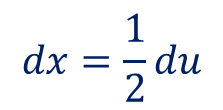 dx = 1/2 du